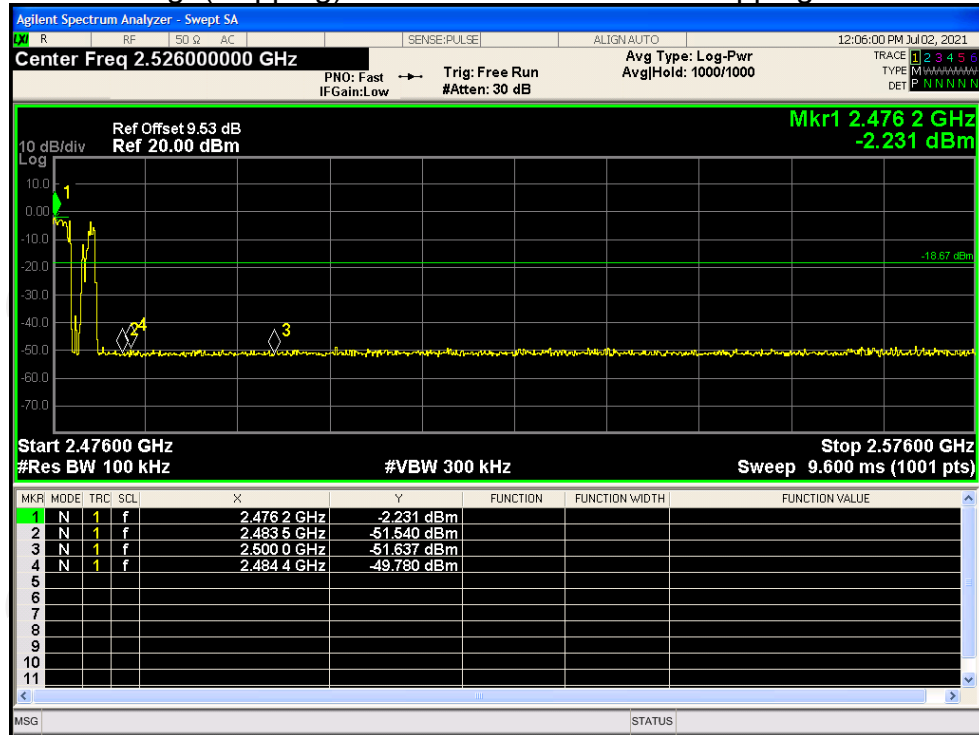 Agilent Spectrum Analyzer - Swept SA
LXI R RF 50 Ω AC SENSE:PULSE ALIGN AUTO 12:06:00 PM Jul 02, 2021
Center Freq 2.526000000 GHz
PNO: Fast
IFGain:Low
Trig: Free Run
#Atten: 30 dB
Avg Type: Log-Pwr
Avg|Hold: 1000/1000
TRACE 1 2 3 4 5 6
TYPE M W W W W W
DET P N N N N N
Ref Offset 9.53 dB
10 dB/div Ref 20.00 dBm
Log
Mkr1 2.476 2 GHz
-2.231 dBm
10.0
0.00
-10.0
-20.0
-30.0
-40.0
-50.0
-60.0
-70.0
1
2 4
3
-18.67 dBm
Start 2.47600 GHz Stop 2.57600 GHz
#Res BW 100 kHz #VBW 300 kHz Sweep 9.600 ms (1001 pts)
MKR MODE TRC SCL X Y FUNCTION FUNCTION WIDTH FUNCTION VALUE
1 N 1 f 2.476 2 GHz -2.231 dBm
2 N 1 f 2.483 5 GHz -51.540 dBm
3 N 1 f 2.500 0 GHz -51.637 dBm
4 N 1 f 2.484 4 GHz -49.780 dBm
5
6
7
8
9
10
11
MSG STATUS